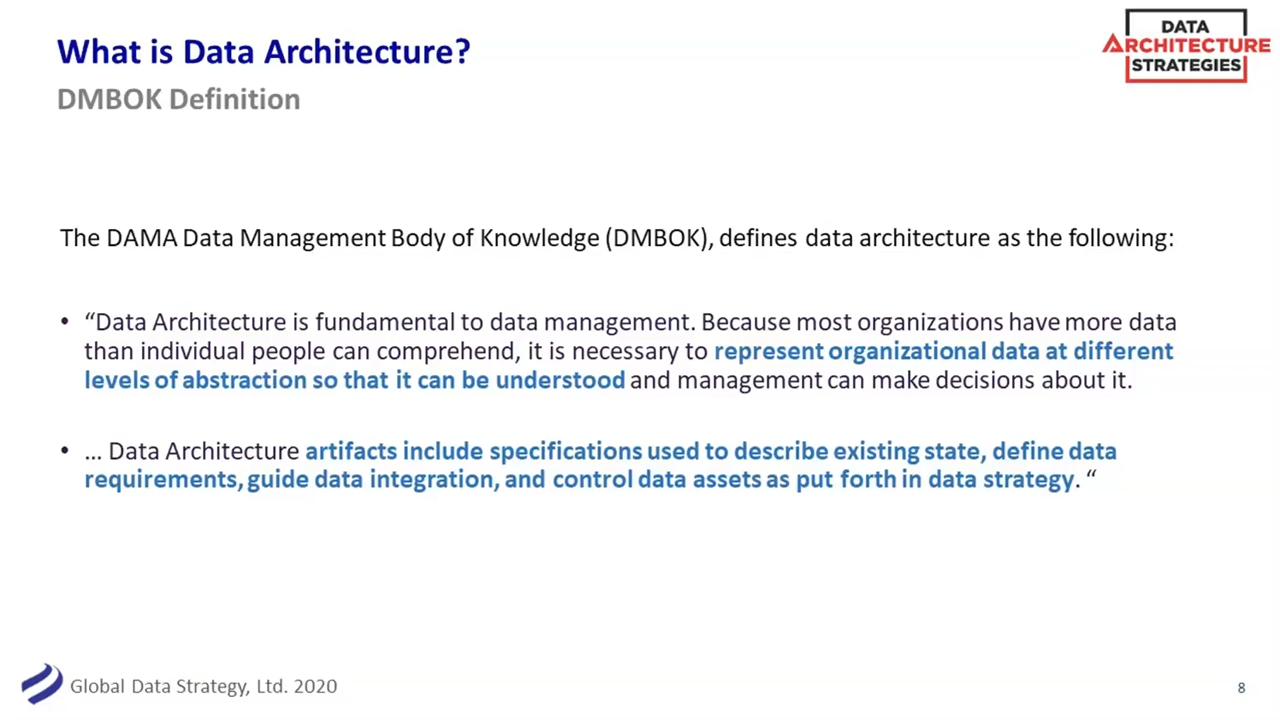 What is Data Architecture?
DMBOK Definition
DATA
ARCHITECTURE
STRATEGIES
The DAMA Data Management Body of Knowledge (DMBOK), defines data architecture as the following:
• “Data Architecture is fundamental to data management. Because most organizations have more data
than individual people can comprehend, it is necessary to represent organizational data at different
levels of abstraction so that it can be understood and management can make decisions about it.
• … Data Architecture artifacts include specifications used to describe existing state, define data
requirements, guide data integration, and control data assets as put forth in data strategy. “
Global Data Strategy, Ltd. 2020
8